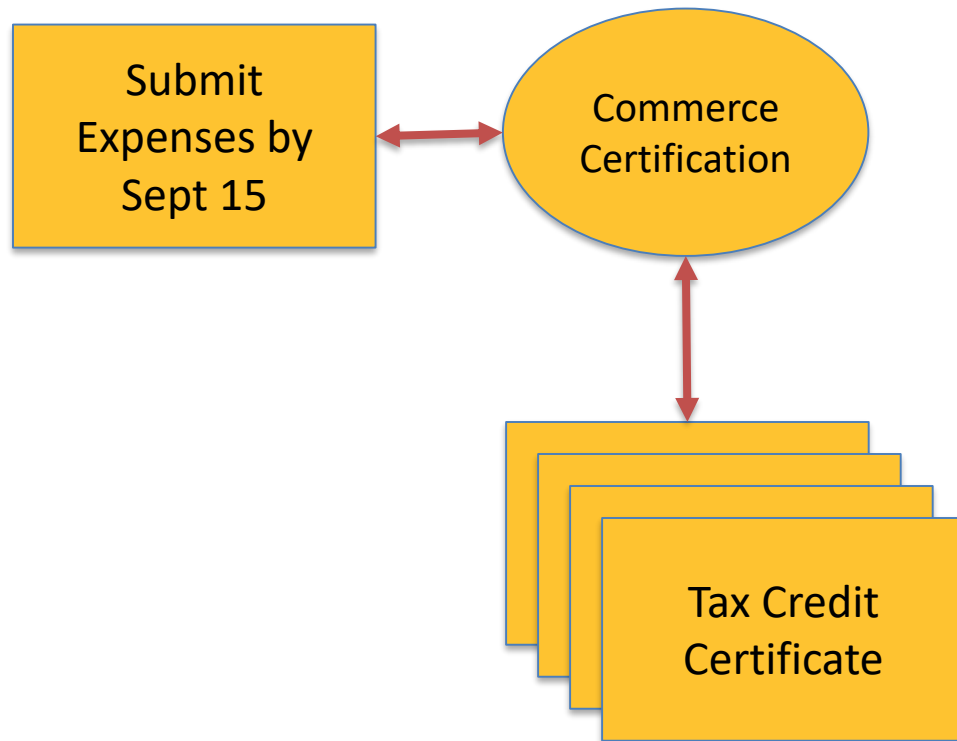 Submit
Expenses by
Sept 15
Commerce
Certification
Tax Credit
Certificate